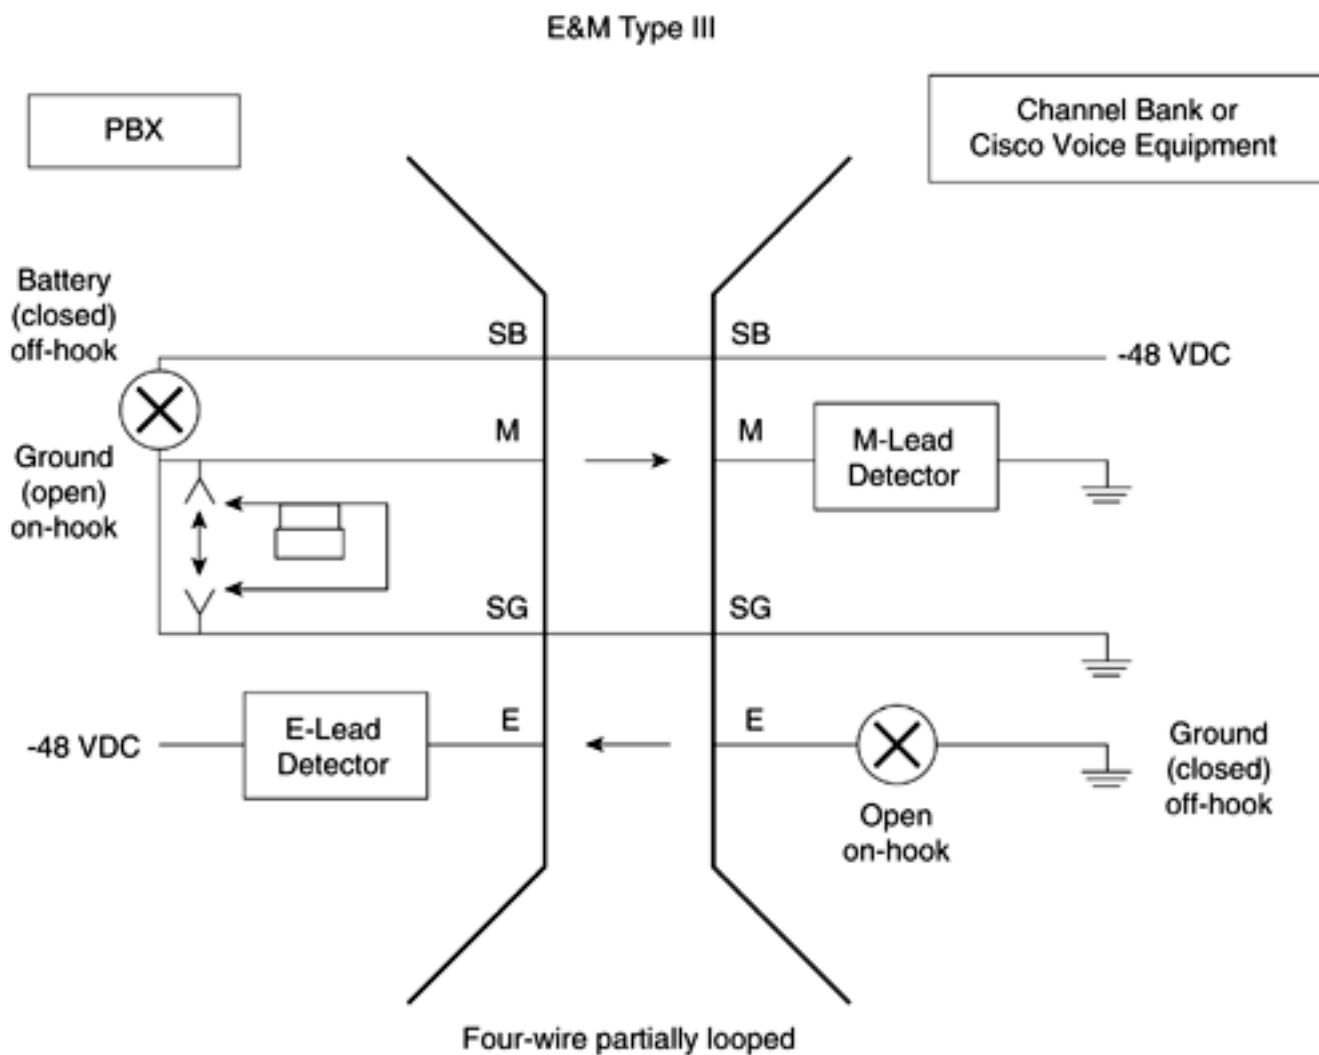 E&M Type III
PBX
Channel Bank or
Cisco Voice Equipment
Battery
(closed)
off-hook
SB
SB
-48 VDC
M
M
M-Lead
Detector
Ground
(open)
on-hook
SG
SG
-48 VDC
E-Lead
Detector
E
E
Open
on-hook
Ground
(closed)
off-hook
Four-wire partially looped